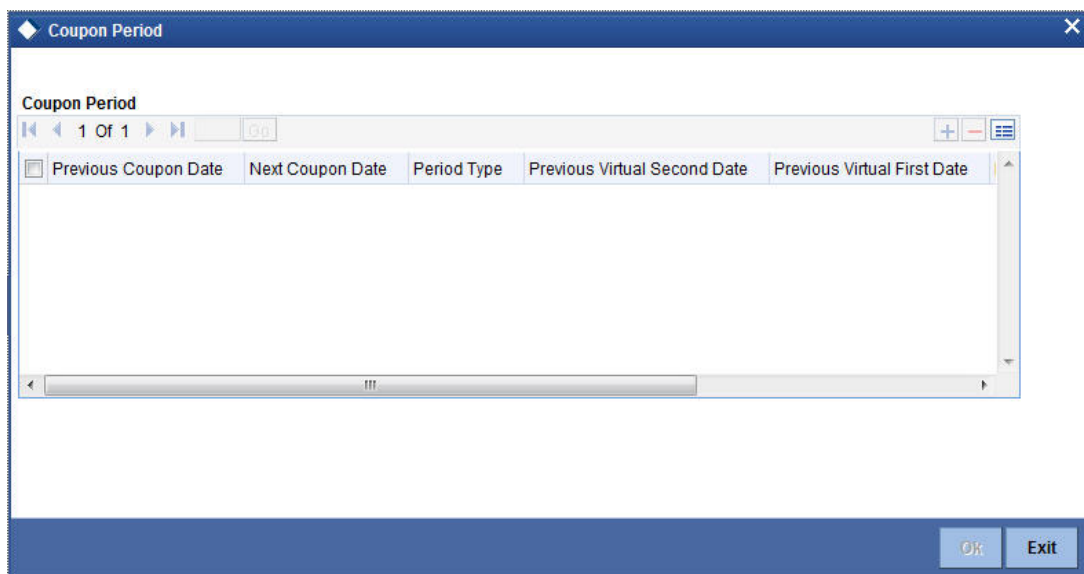 Coupon Period
Coupon Period
1 Of 1 Go
Previous Coupon Date Next Coupon Date Period Type Previous Virtual Second Date Previous Virtual First Date
Ok Exit